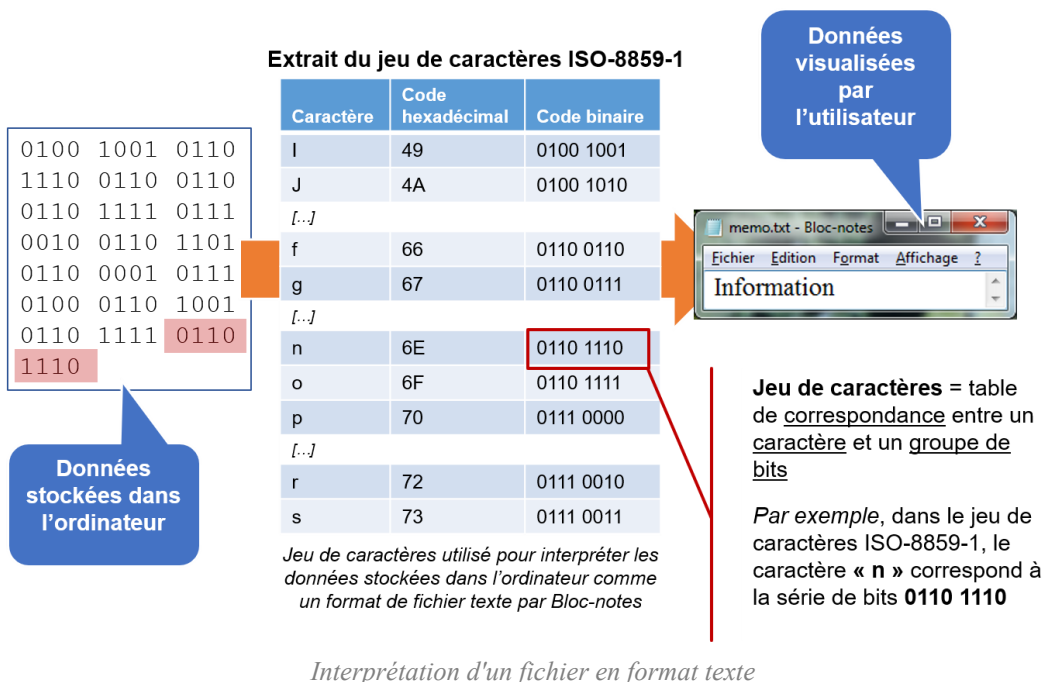 Données
visualisées
par
l'utilisateur
Extrait du jeu de caractères ISO-8859-1
Caractère Code hexadécimal Code binaire
I 49 0100 1001
J 4A 0100 1010
[...]
f 66 0110 0110
g 67 0110 0111
[...]
n 6E 0110 1110
o 6F 0110 1111
p 70 0111 0000
[...]
r 72 0111 0010
s 73 0111 0011
0100 1001 0110
1110 0110 0110
0110 1111 0111
0010 0110 1101
0110 0001 0111
0100 0110 1001
0110 1111 0110
1110
Données
stockées dans
l'ordinateur
Jeu de caractères utilisé pour interpréter les
données stockées dans l'ordinateur comme
un format de fichier texte par Bloc-notes
memo.txt - Bloc-notes
Fichier Edition Format Affichage ?
Information
Jeu de caractères = table
de correspondance entre un
caractère et un groupe de
bits
Par exemple, dans le jeu de
caractères ISO-8859-1, le
caractère « n » correspond à
la série de bits 0110 1110
Interprétation d'un fichier en format texte